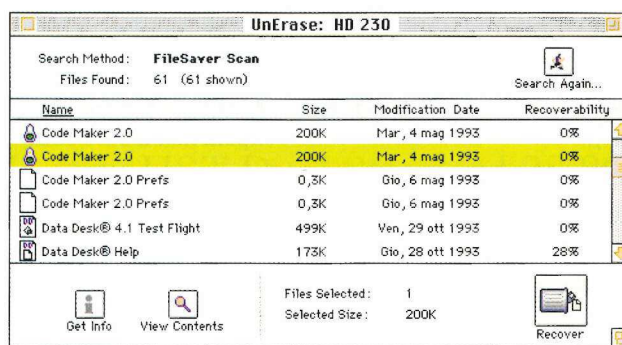 UnErase: HD 230
Search Method: FileSaver Scan
Files Found: 61 (61 shown)
Search Again...
Name Size Modification Date Recoverability
Code Maker 2.0 200K Mar, 4 mag 1993 0%
Code Maker 2.0 200K Mar, 4 mag 1993 0%
Code Maker 2.0 Prefs 0,3K Gio, 6 mag 1993 0%
Code Maker 2.0 Prefs 0,3K Gio, 6 mag 1993 0%
Data Desk® 4.1 Test Flight 499K Ven, 29 ott 1993 0%
Data Desk® Help 173K Gio, 28 ott 1993 28%
Get Info
View Contents
Files Selected: 1
Selected Size: 200K
Recover